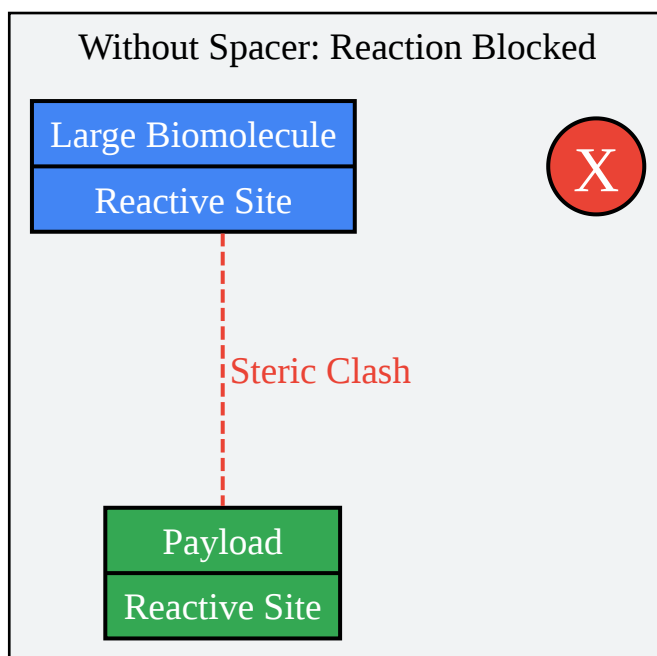 Without Spacer: Reaction Blocked
Large Biomolecule
X
Reactive Site
Steric Clash
Payload
Reactive Site